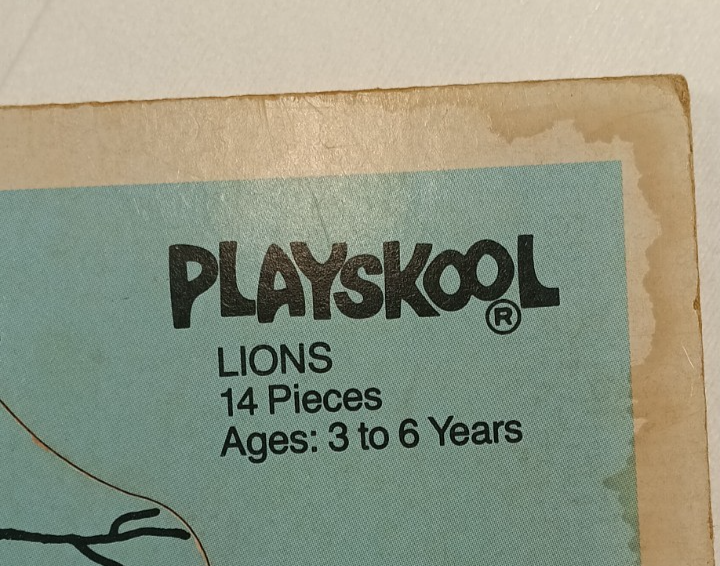 PLAYSKOOL®
LIONS
14 Pieces
Ages: 3 to 6 Years